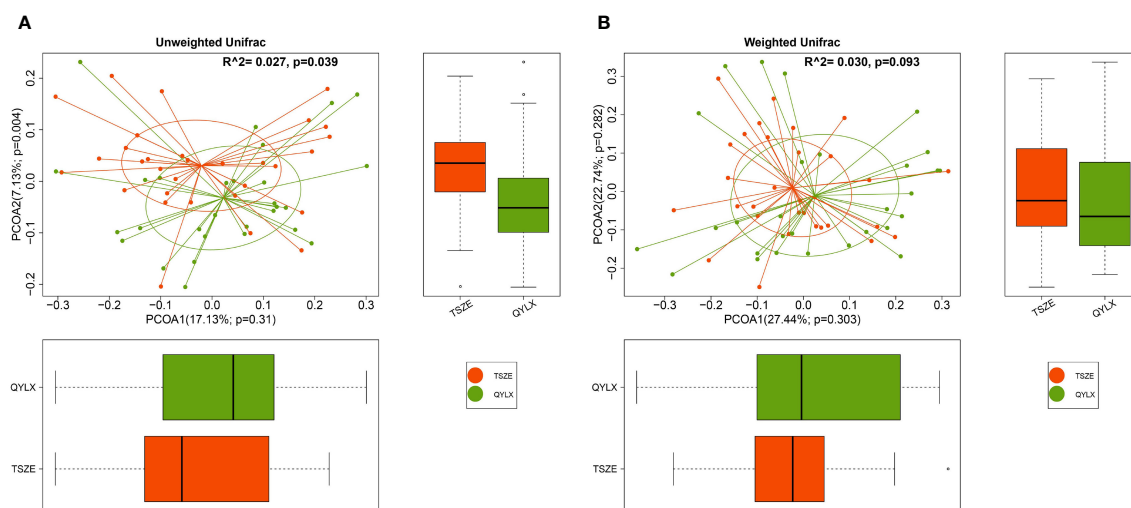 A
B
Unweighted Unifrac
R^2= 0.027, p=0.039
0.2
0.1
0.0
−0.1
−0.2
PCOA2(7.13%; p=0.004)
−0.3
−0.2
−0.1
0.0
0.1
0.2
0.3
PCOA1(17.13%; p=0.31)
TSZE
QYLX
QYLX
TSZE
TSZE
QYLX
Weighted Unifrac
R^2= 0.030, p=0.093
0.3
0.2
0.1
0.0
−0.1
−0.2
PCOA2(22.74%; p=0.282)
−0.3
−0.2
−0.1
0.0
0.1
0.2
0.3
PCOA1(27.44%; p=0.303)
TSZE
QYLX
QYLX
TSZE
TSZE
QYLX